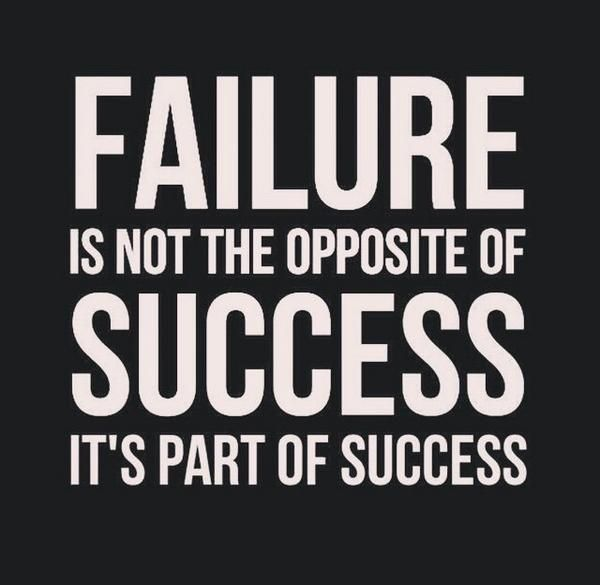 FAILURE
IS NOT THE OPPOSITE OF
SUCCESS
IT'S PART OF SUCCESS